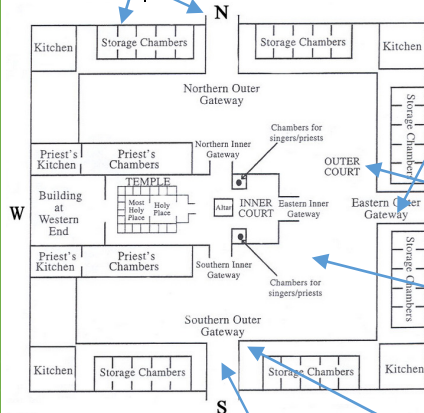 N
Kitchen
Storage Chambers
Storage Chambers
Kitchen
Northern Outer
Gateway
Storage Chambers
Chambers for
singers/priests
Northern Inner
Gateway
OUTER
COURT
Priest's
Kitchen
Priest's
Chambers
TEMPLE
Most
Holy
Place
Holy
Place
Altar
INNER
COURT
Eastern Inner
Gateway
Eastern Outer
Gateway
W
Building
at
Western
End
Priest's
Kitchen
Priest's
Chambers
Southern Inner
Gateway
Chambers for
singers/priests
Storage Chambers
Southern Outer
Gateway
Kitchen
Storage Chambers
Storage Chambers
Kitchen
S